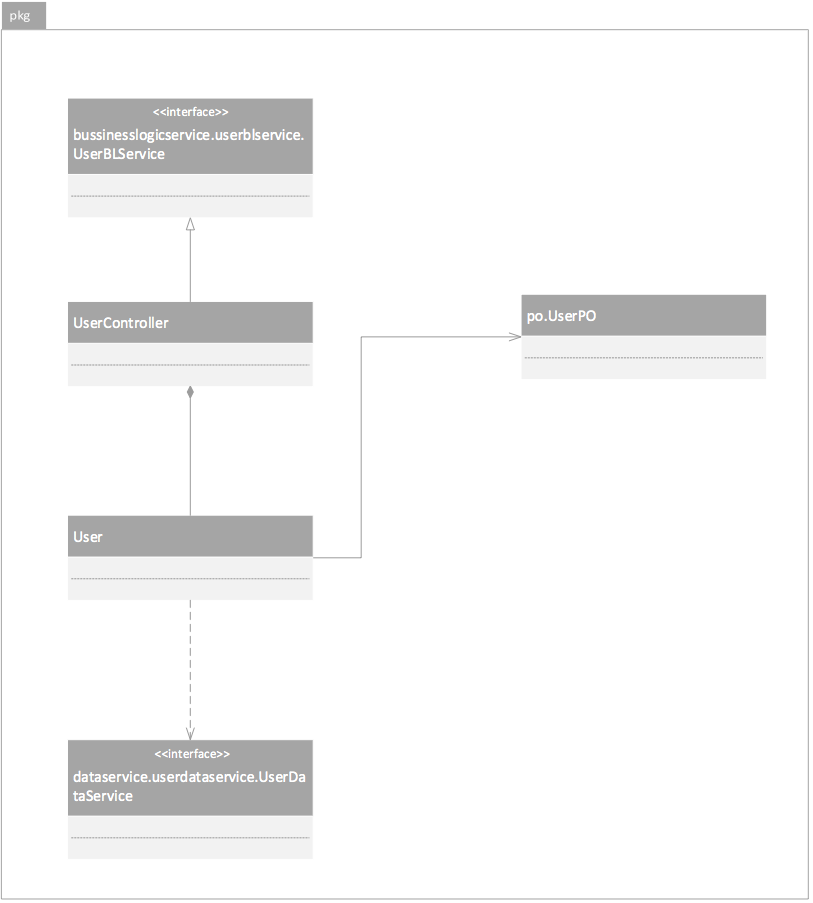 pkg
<<interface>>
bussinesslogicservice.userblservice.
UserBLService
UserController
po.UserPO
User
<<interface>>
dataservice.userdataservice.UserDa
taService